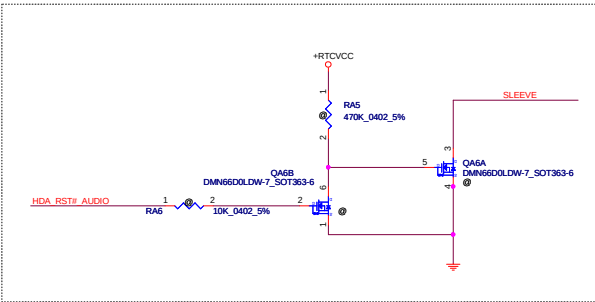 +RTCVCC
1
SLEEVE
RA5
@
470K_0402_5%
2
3
5
QA6A
QA6B
DMN66D0LDW-7_SOT363-6
DMN66D0LDW-7_SOT363-6
@
6
4
HDA_RST#_AUDIO
1
@
2
2
RA6
10K_0402_5%
@
1